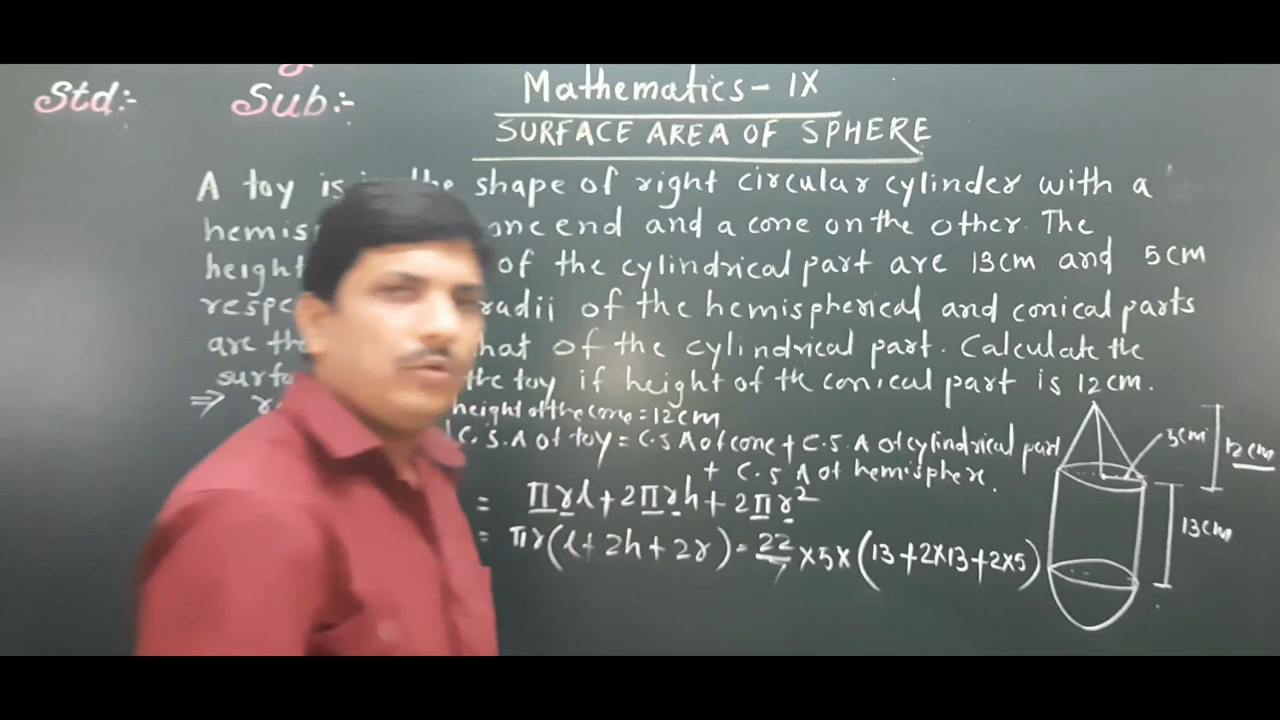 Std:- Sub:- Mathematics- IX
SURFACE AREA OF SPHERE
A toy is the shape of right circular cylinder with a
hemis one end and a cone on the other. The
height of the cylindrical part are 13cm and 5cm
respe radii of the hemispherical and conical parts
are the that of the cylindrical part. Calculate the
surfa the toy if height of the conical part is 12cm.
⇒ height of the cone = 12cm
C.S.A of toy = C.S A of cone + C.S. A of cylindrical part
+ C.S A of hemisphere.
= πrl + 2πrh + 2πr²
= πr(l + 2h + 2r) = 22/7 × 5 × (13 + 2×13 + 2×5)
5cm
12cm
13cm